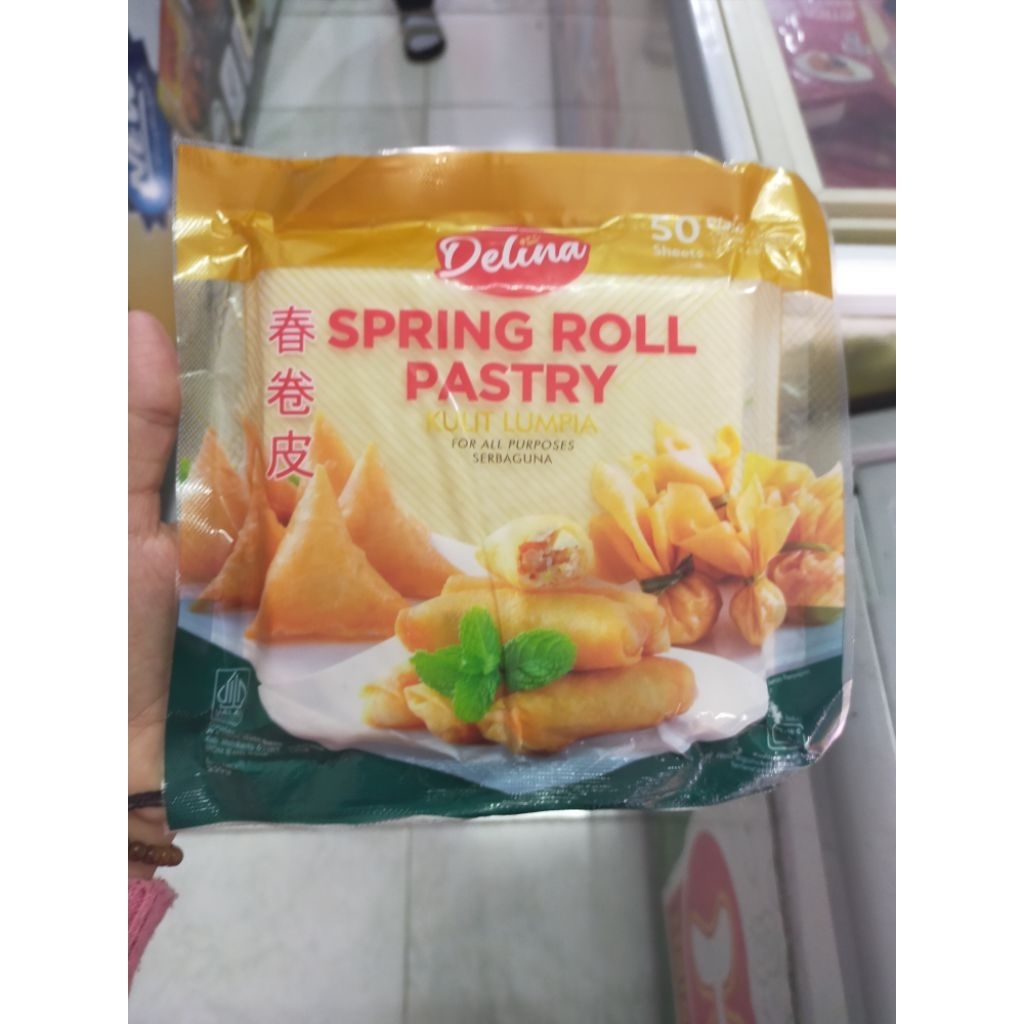 Delina
50
Sheets
春卷皮
SPRING ROLL
PASTRY
KULIT LUMPIA
FOR ALL PURPOSES
SERBAGUNA